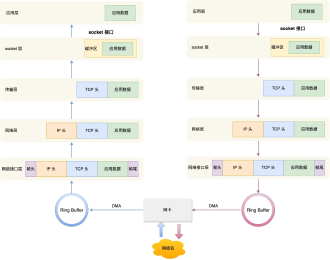 应用层 应用数据 应用层 应用数据
socket 接口 socket 接口
socket 层 缓冲区 应用数据 socket 层 缓冲区 应用数据
传输层 TCP 头 应用数据 传输层 TCP 头 应用数据
网络层 IP 头 TCP 头 应用数据 网络层 IP 头 TCP 头 应用数据
网络接口层 帧头 IP 头 TCP 头 应用数据 帧尾 网络接口层 帧头 IP 头 TCP 头 应用数据 帧尾
Ring Buffer DMA 网卡 DMA Ring Buffer